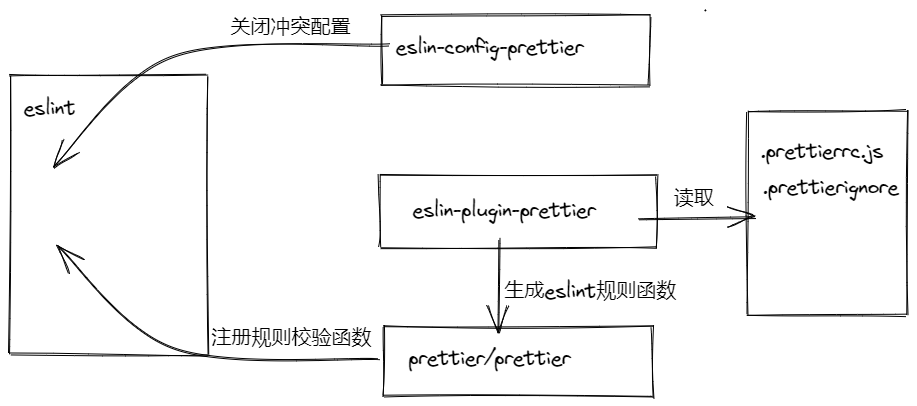 关闭冲突配置
eslin-config-prettier
eslint
.prettierrc.js
.prettierignore
eslin-plugin-prettier
读取
生成eslint规则函数
注册规则校验函数
prettier/prettier